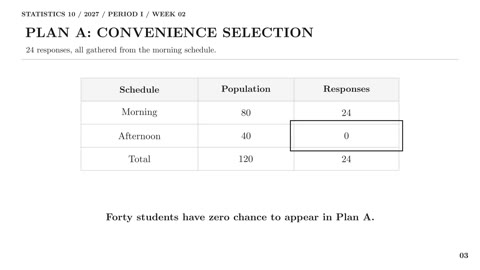 STATISTICS 10 / 2027 / PERIOD I / WEEK 02
PLAN A: CONVENIENCE SELECTION
24 responses, all gathered from the morning schedule.
Schedule Population Responses
Morning 80 24
Afternoon 40 0
Total 120 24
Forty students have zero chance to appear in Plan A.
03